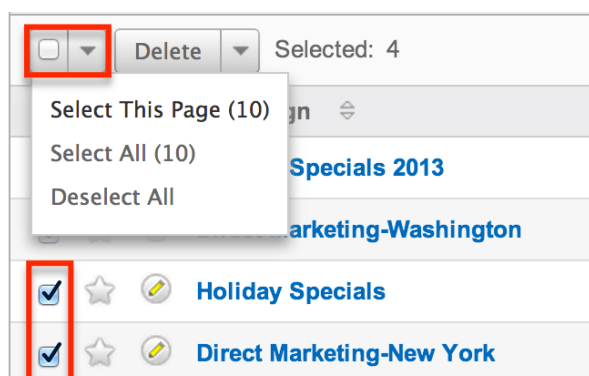 Delete Selected: 4
Select This Page (10)
gn
Select All (10)
Specials 2013
Deselect All
arketing-Washington
Holiday Specials
Direct Marketing-New York